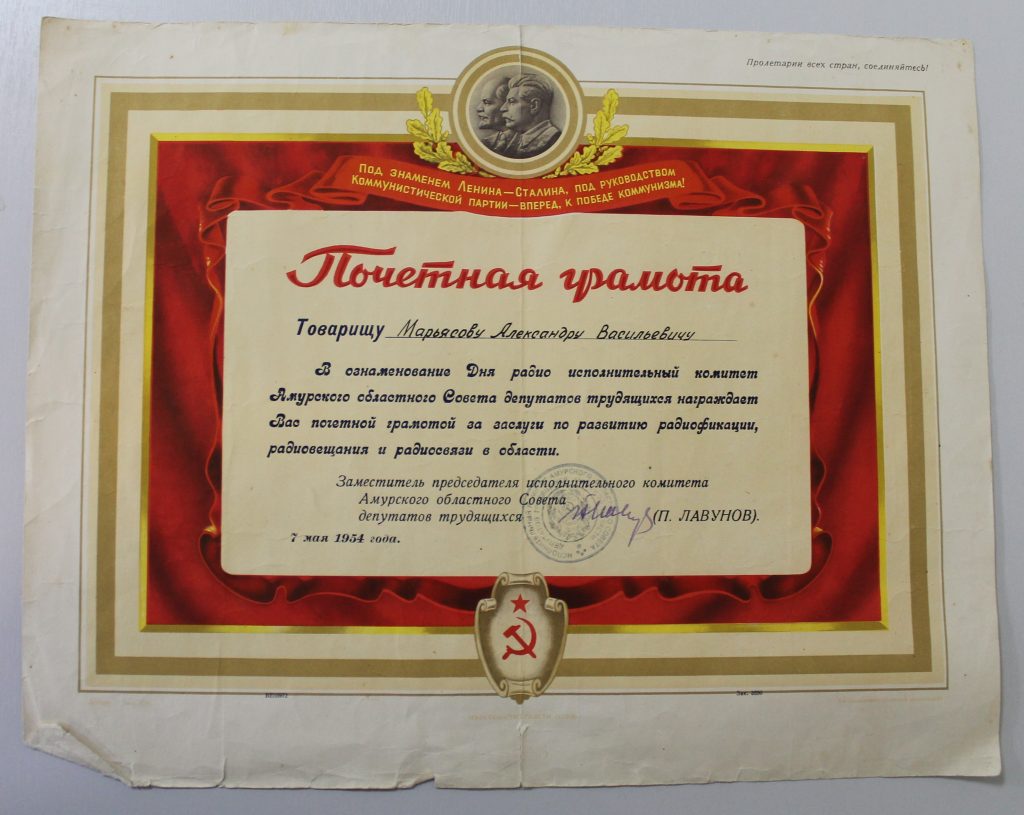 Пролетарии всех стран, соединяйтесь!
Под знаменем Ленина—Сталина, под руководством
Коммунистической партии—вперед, к победе коммунизма!
Почетная грамота
Товарищу Марьясову Александру Васильевичу
В ознаменование Дня радио исполнительный комитет
Амурского областного Совета депутатов трудящихся награждает
Вас почетной грамотой за заслуги по развитию радиофикации,
радиовещания и радиосвязи в области.
Заместитель председателя исполнительного комитета
Амурского областного Совета
депутатов трудящихся (П. ЛАВУНОВ).
7 мая 1954 года.